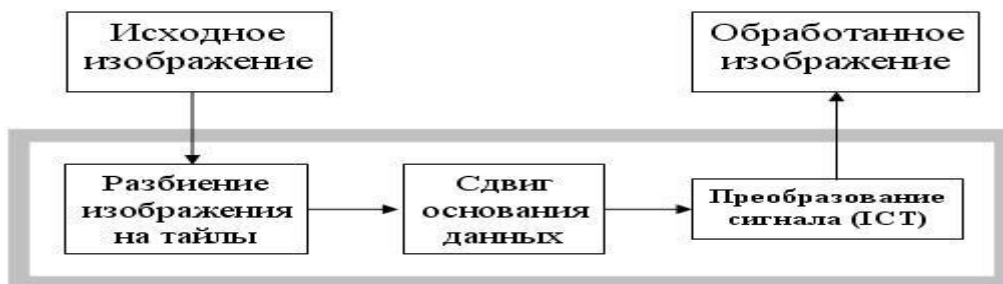 Исходное
изображение
Обработанное
изображение
Разбиение
изображения
на тайлы
Сдвиг
основания
данных
Преобразование
сигнала (ICT)